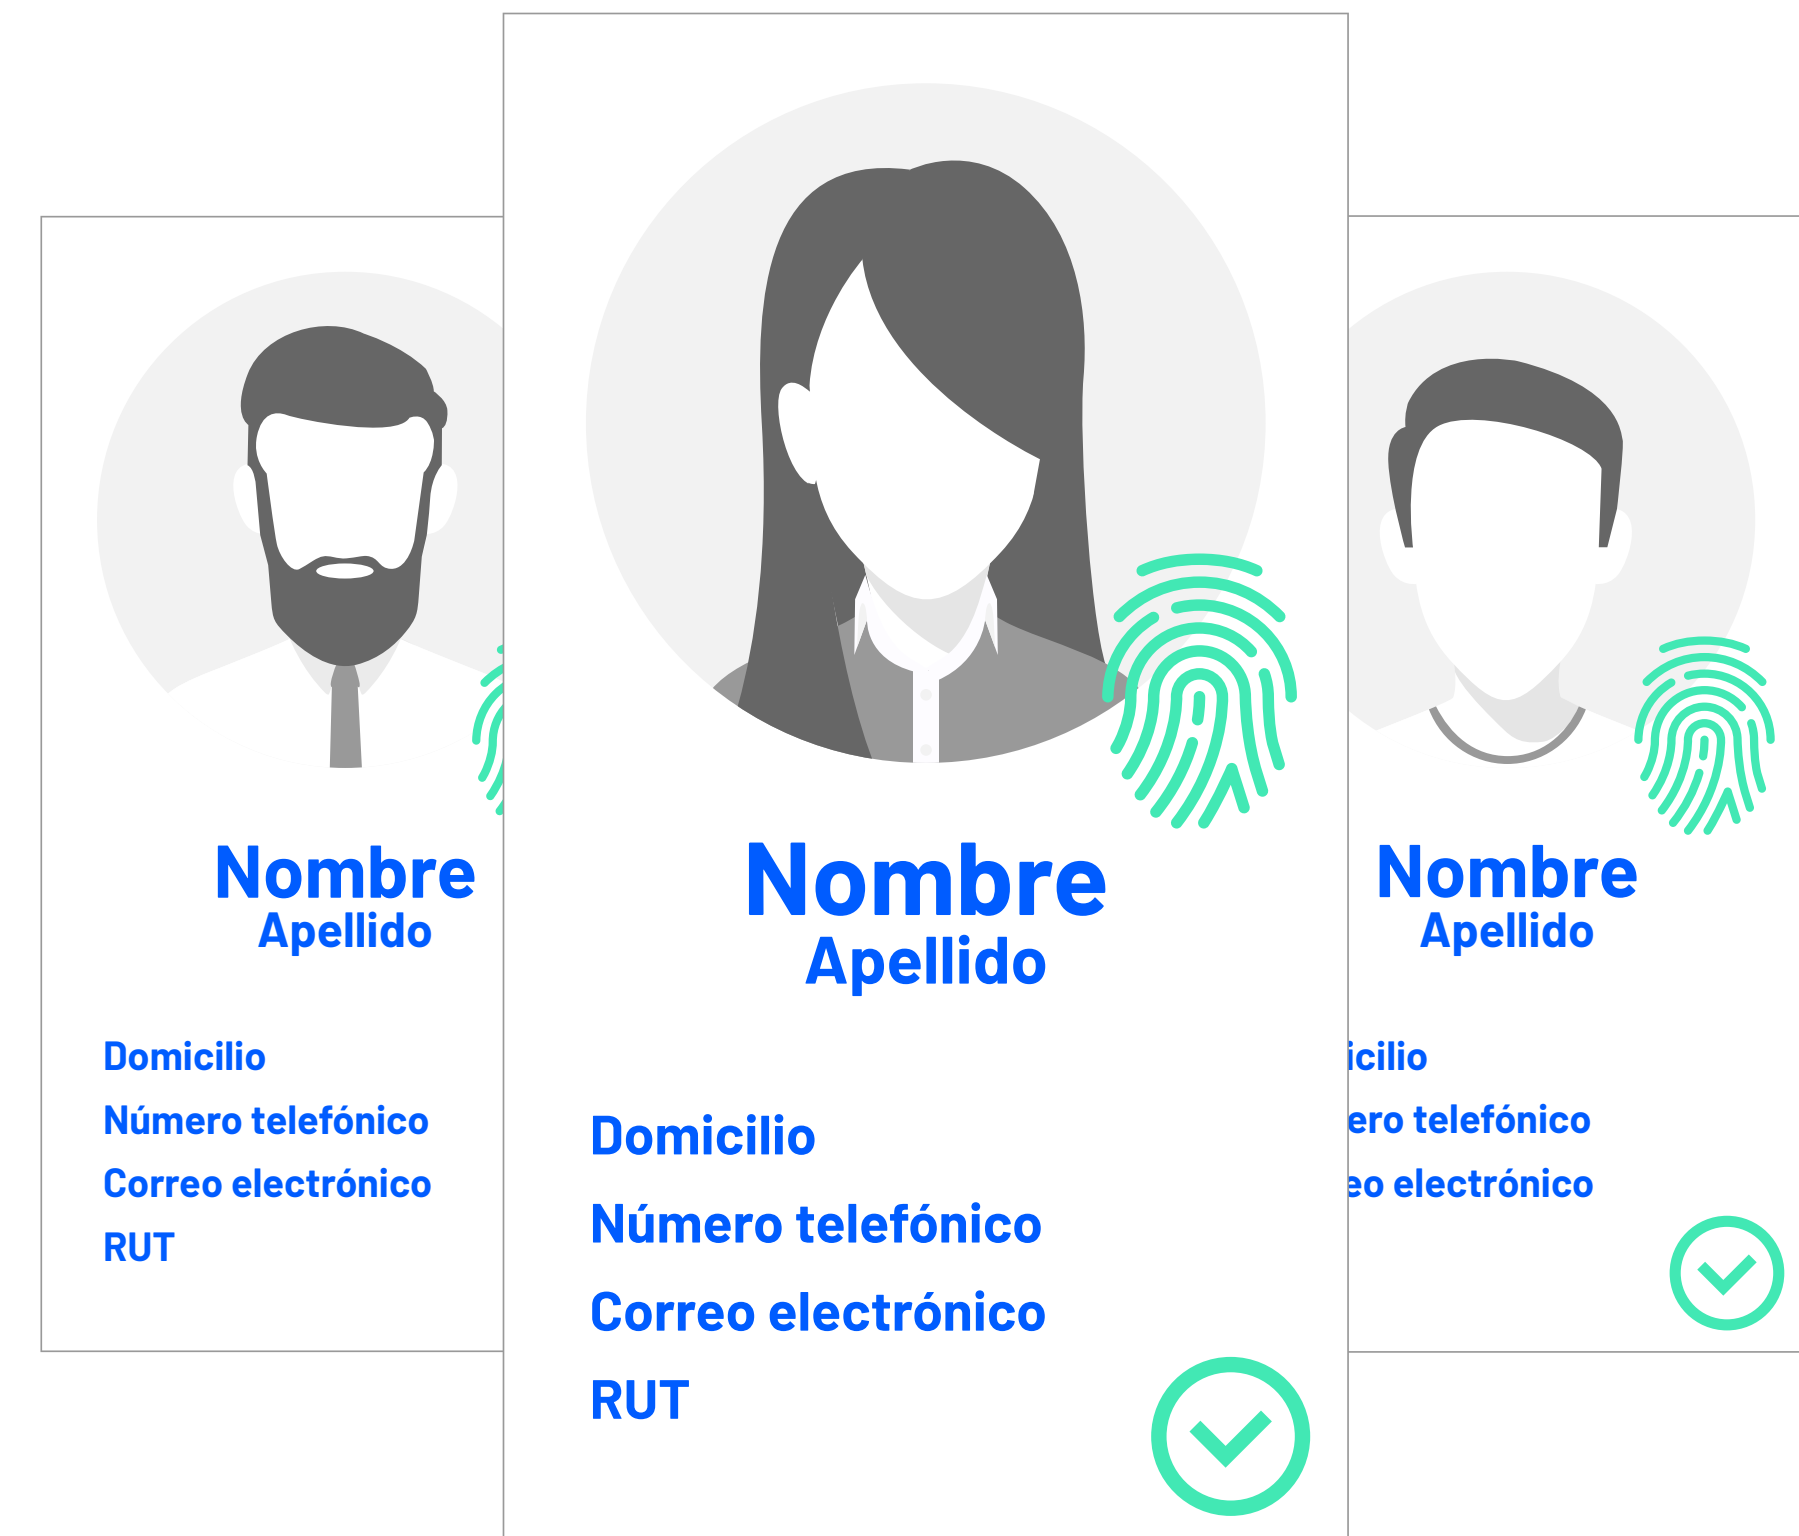 Nombre
Apellido
Domicilio
Número telefónico
Correo electrónico
RUT
Nombre
Apellido
Domicilio
Número telefónico
Correo electrónico
RUT
Nombre
Apellido
icilio
ero telefónico
eo electrónico